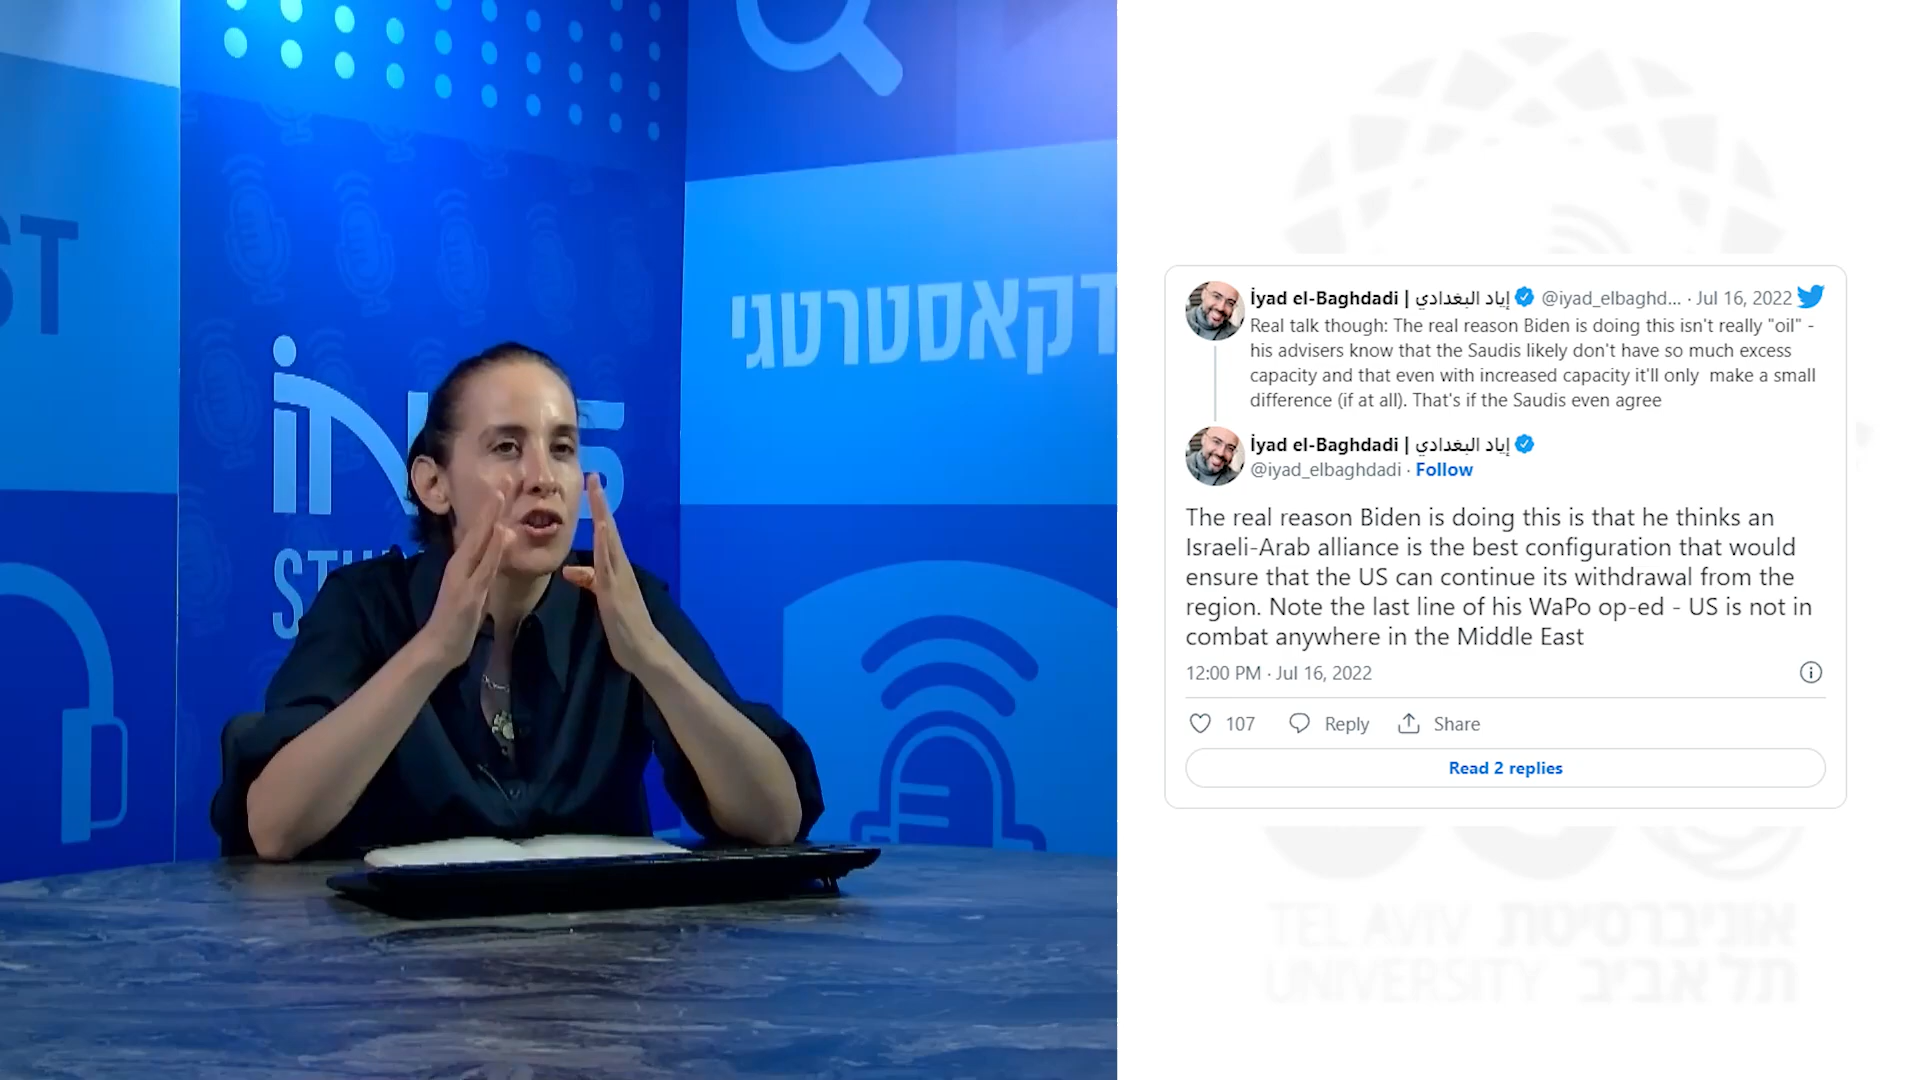 ST
iNSS
דקאסטרטגי
İyad el-Baghdadi | إياد البغدادي @iyad_elbaghd... · Jul 16, 2022
Real talk though: The real reason Biden is doing this isn't really "oil" -
his advisers know that the Saudis likely don't have so much excess
capacity and that even with increased capacity it'll only make a small
difference (if at all). That's if the Saudis even agree
İyad el-Baghdadi | إياد البغدادي
@iyad_elbaghdadi · Follow
The real reason Biden is doing this is that he thinks an
Israeli-Arab alliance is the best configuration that would
ensure that the US can continue its withdrawal from the
region. Note the last line of his WaPo op-ed - US is not in
combat anywhere in the Middle East
12:00 PM · Jul 16, 2022
107 Reply Share
Read 2 replies
TEL AVIV אוניברסיטת
UNIVERSITY תל אביב